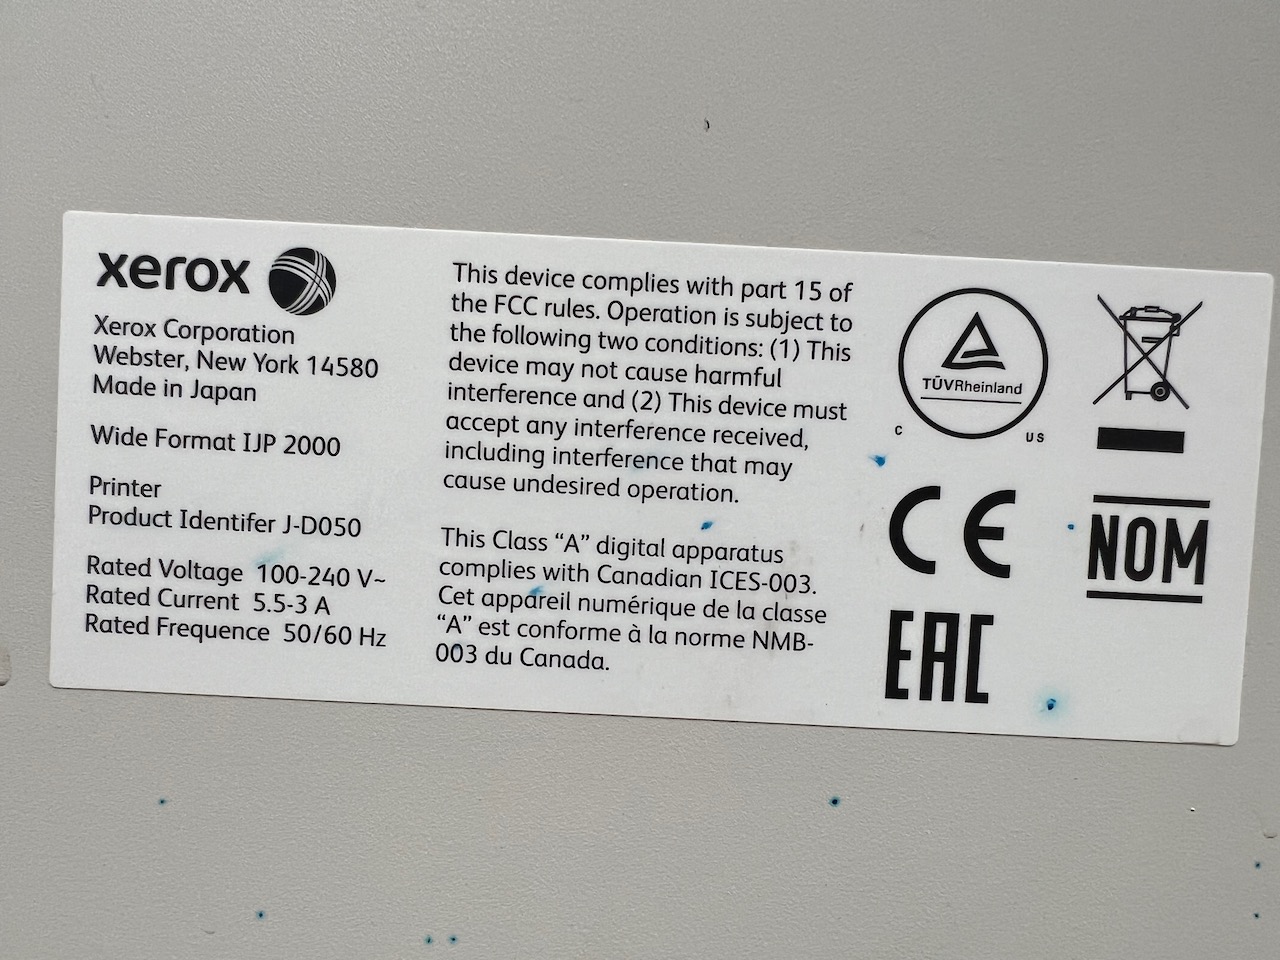 xerox
Xerox Corporation
Webster, New York 14580
Made in Japan
Wide Format IJP 2000
Printer
Product Identifer J-D050
Rated Voltage 100-240 V~
Rated Current 5.5-3 A
Rated Frequence 50/60 Hz
This device complies with part 15 of
the FCC rules. Operation is subject to
the following two conditions: (1) This
device may not cause harmful
interference and (2) This device must
accept any interference received,
including interference that may
cause undesired operation.
This Class “A” digital apparatus
complies with Canadian ICES-003.
Cet appareil numérique de la classe
“A” est conforme à la norme NMB-
003 du Canada.
TÜVRheinland
C US
CE
NOM
EAC